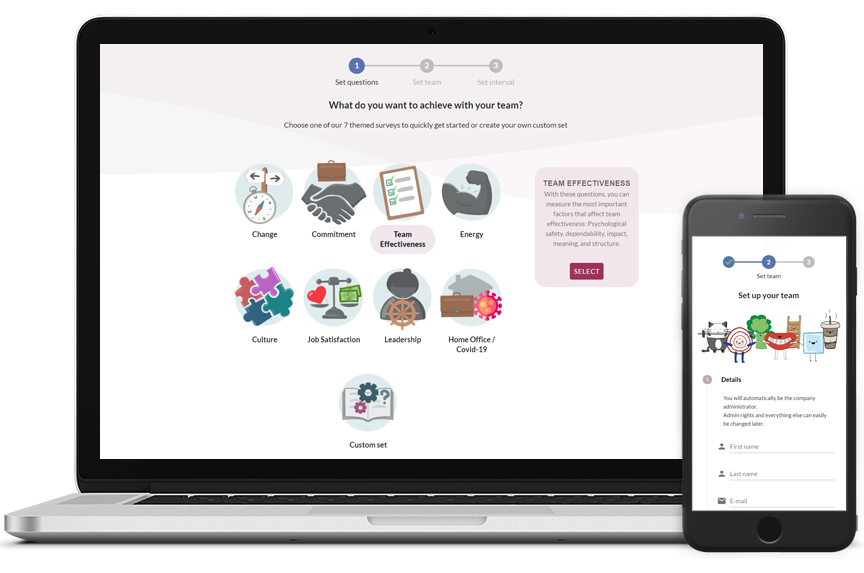 1 2 3
Set questions Set team Set interval
What do you want to achieve with your team?
Choose one of our 7 themed surveys to quickly get started or create your own custom set
Change
Commitment
Team
Effectiveness
Energy
TEAM EFFECTIVENESS
With these questions, you can
measure the most important
factors that affect team
effectiveness: Psychological
safety, dependability, impact,
meaning, and structure.
SELECT
Culture
Job Satisfaction
Leadership
Home Office /
Covid-19
?
Custom set
2 3
Set team
Set up your team
1 Details
You will automatically be the company
administrator.
Admin rights and everything else can easily
be changed later.
First name
Last name
E-mail